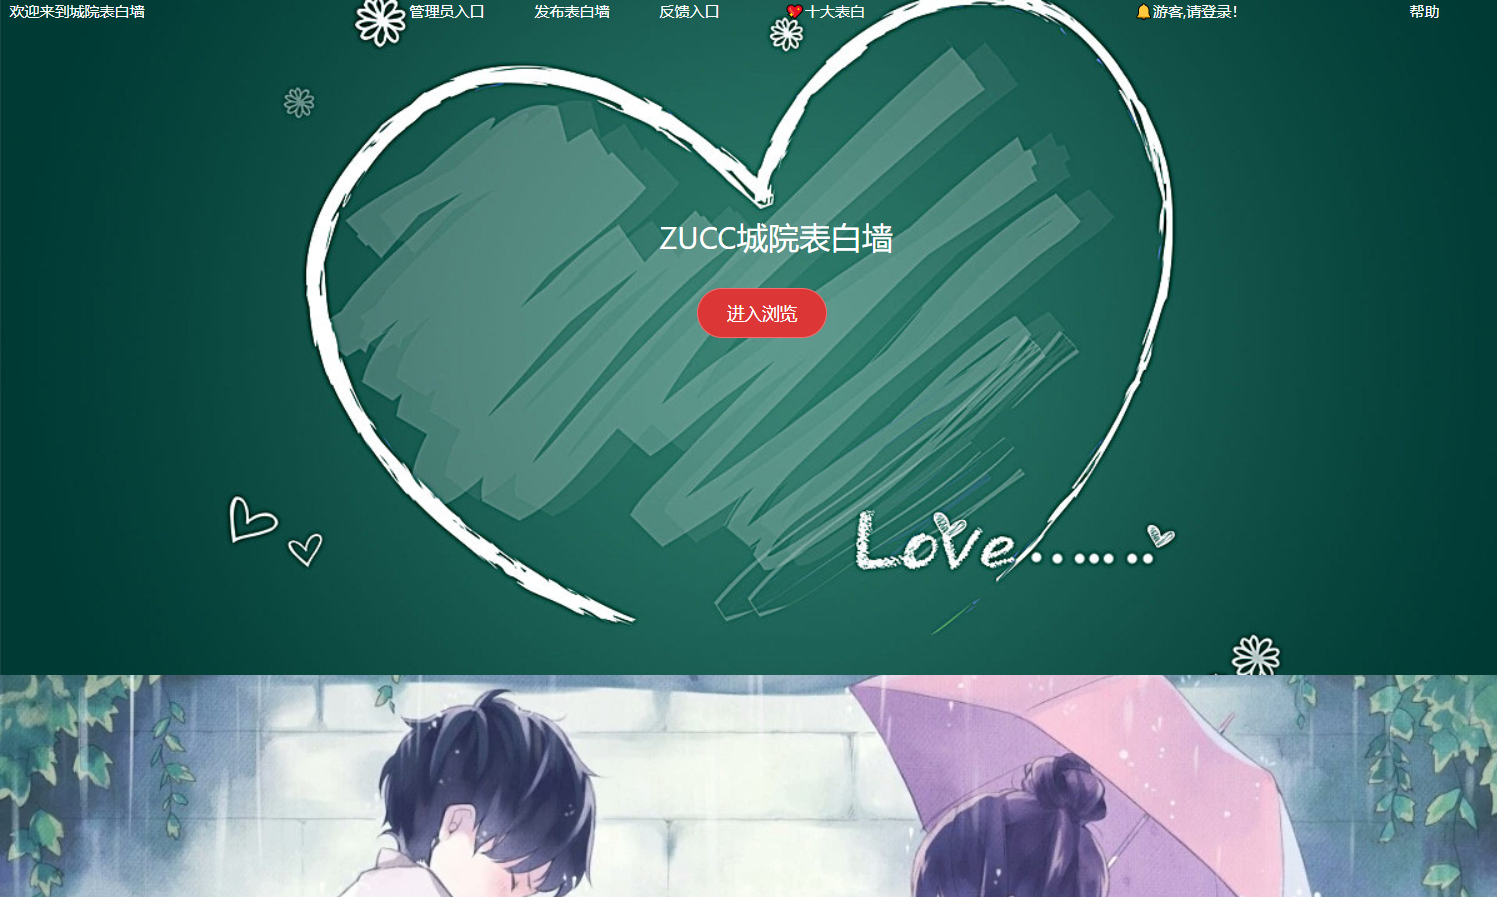 欢迎来到城院表白墙
管理员入口
发布表白墙
反馈入口
十大表白
游客,请登录!
帮助
ZUCC城院表白墙
进入浏览
Love